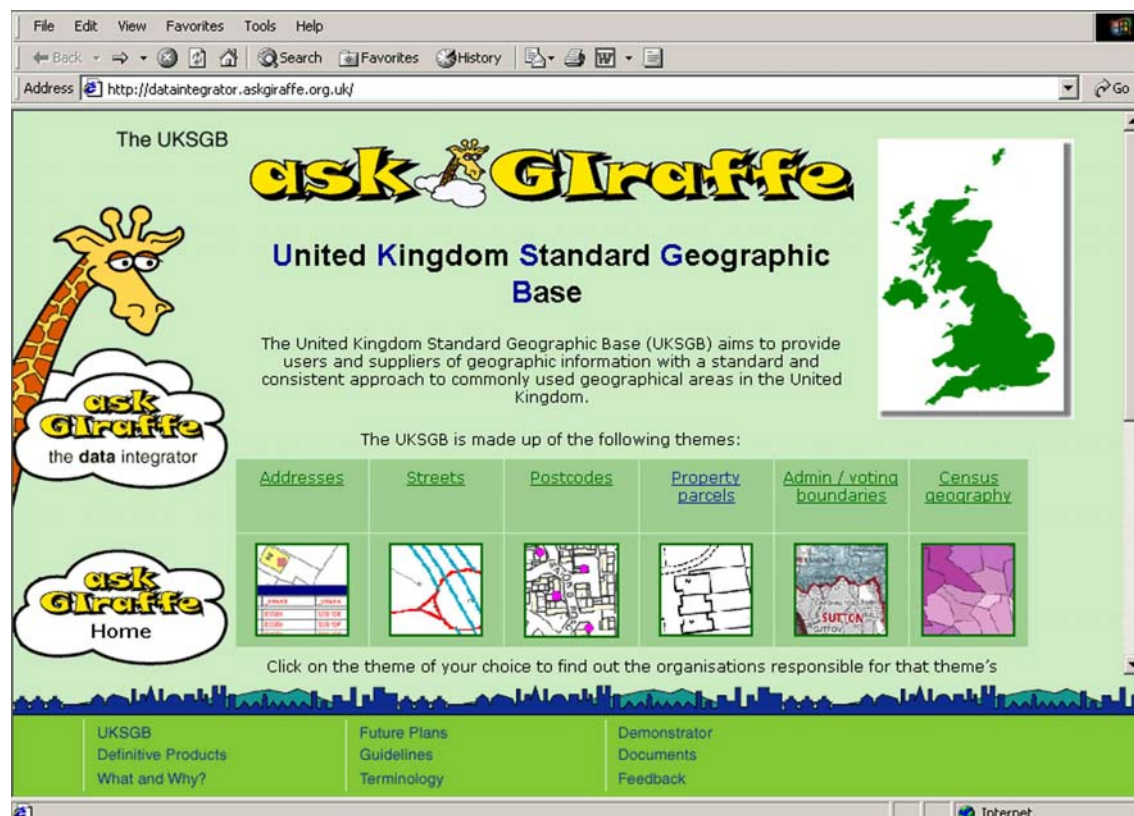 File Edit View Favorites Tools Help
Back Search Favorites History
Address http://dataintegrator.askgiraffe.org.uk/ Go
The UKSGB
ask GIraffe
United Kingdom Standard Geographic
Base
The United Kingdom Standard Geographic Base (UKSGB) aims to provide
users and suppliers of geographic information with a standard and
consistent approach to commonly used geographical areas in the United
Kingdom.
ask
GIraffe
the data integrator
The UKSGB is made up of the following themes:
Addresses Streets Postcodes Property parcels Admin / voting boundaries Census geography
SUTTON
ask
GIraffe
Home
Click on the theme of your choice to find out the organisations responsible for that theme's
UKSGB Future Plans Demonstrator
Definitive Products Guidelines Documents
What and Why? Terminology Feedback
Internet